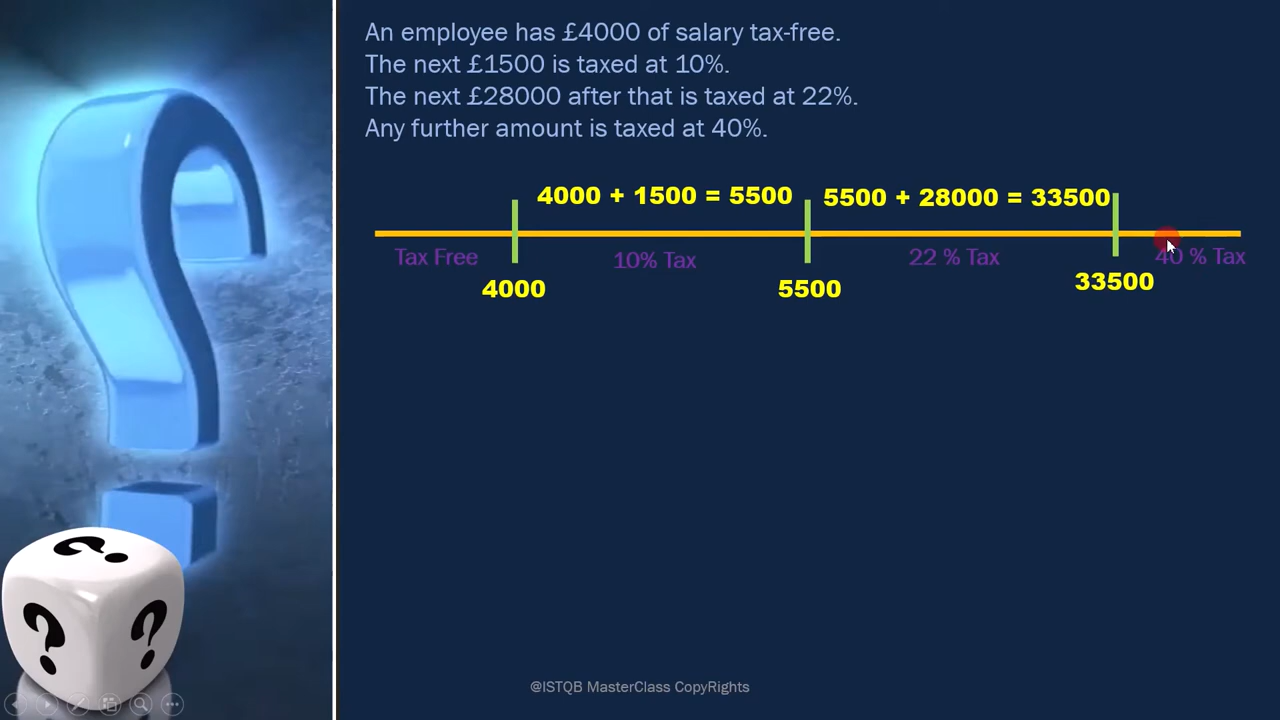 An employee has £4000 of salary tax-free.
The next £1500 is taxed at 10%.
The next £28000 after that is taxed at 22%.
Any further amount is taxed at 40%.
4000 + 1500 = 5500
5500 + 28000 = 33500
Tax Free
10% Tax
22 % Tax
40 % Tax
4000
5500
33500
@ISTQB MasterClass CopyRights